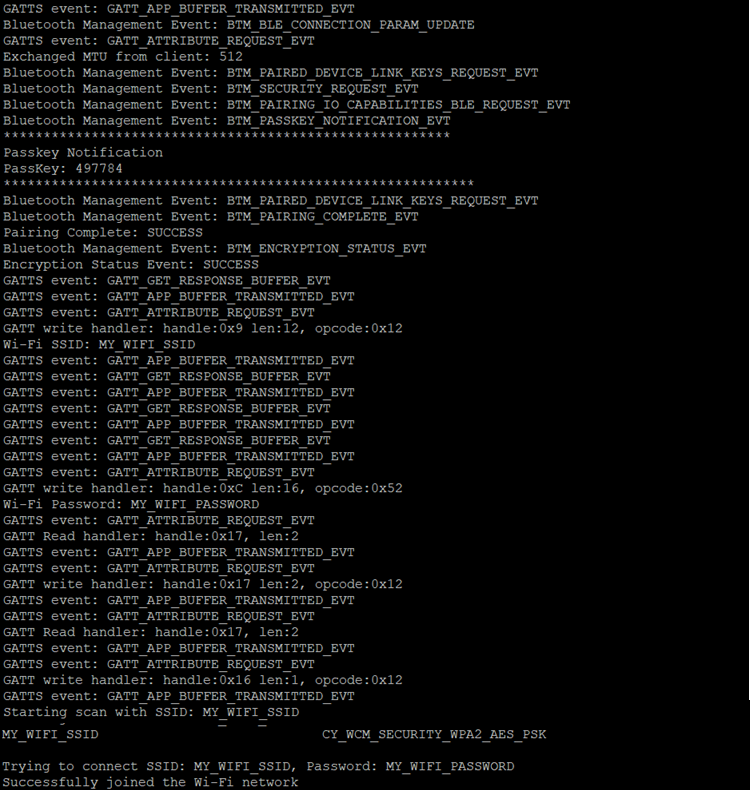 GATTS event: GATT_APP_BUFFER_TRANSMITTED_EVT
Bluetooth Management Event: BTM_BLE_CONNECTION_PARAM_UPDATE
GATTS event: GATT_ATTRIBUTE_REQUEST_EVT
Exchanged MTU from client: 512
Bluetooth Management Event: BTM_PAIRED_DEVICE_LINK_KEYS_REQUEST_EVT
Bluetooth Management Event: BTM_SECURITY_REQUEST_EVT
Bluetooth Management Event: BTM_PAIRING_IO_CAPABILITIES_BLE_REQUEST_EVT
Bluetooth Management Event: BTM_PASSKEY_NOTIFICATION_EVT
********************************************************
Passkey Notification
PassKey: 497784
***********************************************************
Bluetooth Management Event: BTM_PAIRED_DEVICE_LINK_KEYS_REQUEST_EVT
Bluetooth Management Event: BTM_PAIRING_COMPLETE_EVT
Pairing Complete: SUCCESS
Bluetooth Management Event: BTM_ENCRYPTION_STATUS_EVT
Encryption Status Event: SUCCESS
GATTS event: GATT_GET_RESPONSE_BUFFER_EVT
GATTS event: GATT_APP_BUFFER_TRANSMITTED_EVT
GATTS event: GATT_ATTRIBUTE_REQUEST_EVT
GATT write handler: handle:0x9 len:12, opcode:0x12
Wi-Fi SSID: MY_WIFI_SSID
GATTS event: GATT_APP_BUFFER_TRANSMITTED_EVT
GATTS event: GATT_GET_RESPONSE_BUFFER_EVT
GATTS event: GATT_APP_BUFFER_TRANSMITTED_EVT
GATTS event: GATT_GET_RESPONSE_BUFFER_EVT
GATTS event: GATT_APP_BUFFER_TRANSMITTED_EVT
GATTS event: GATT_GET_RESPONSE_BUFFER_EVT
GATTS event: GATT_APP_BUFFER_TRANSMITTED_EVT
GATTS event: GATT_ATTRIBUTE_REQUEST_EVT
GATT write handler: handle:0xC len:16, opcode:0x52
Wi-Fi Password: MY_WIFI_PASSWORD
GATTS event: GATT_ATTRIBUTE_REQUEST_EVT
GATT Read handler: handle:0x17, len:2
GATTS event: GATT_APP_BUFFER_TRANSMITTED_EVT
GATTS event: GATT_ATTRIBUTE_REQUEST_EVT
GATT write handler: handle:0x17 len:2, opcode:0x12
GATTS event: GATT_APP_BUFFER_TRANSMITTED_EVT
GATTS event: GATT_ATTRIBUTE_REQUEST_EVT
GATT Read handler: handle:0x17, len:2
GATTS event: GATT_APP_BUFFER_TRANSMITTED_EVT
GATTS event: GATT_ATTRIBUTE_REQUEST_EVT
GATT write handler: handle:0x16 len:1, opcode:0x12
GATTS event: GATT_APP_BUFFER_TRANSMITTED_EVT
Starting scan with SSID: MY_WIFI_SSID
MY_WIFI_SSID CY_WCM_SECURITY_WPA2_AES_PSK
Trying to connect SSID: MY_WIFI_SSID, Password: MY_WIFI_PASSWORD
Successfully joined the Wi-Fi network